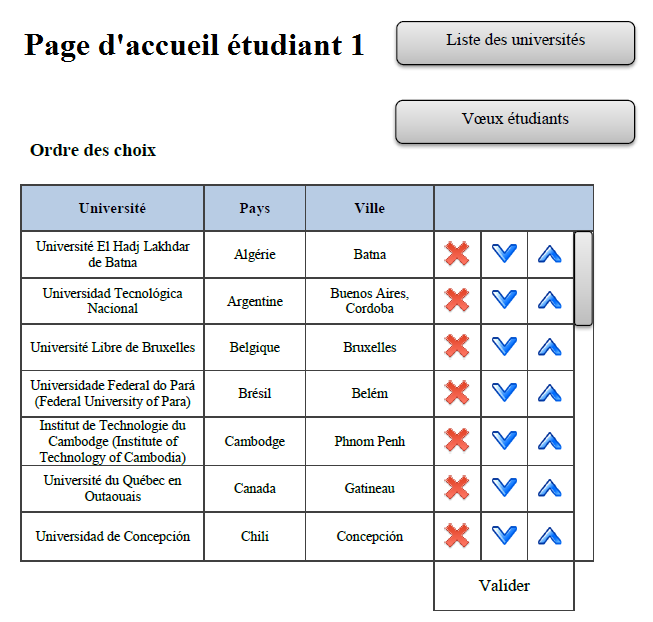 Page d'accueil étudiant 1
Liste des universités
Vœux étudiants
Ordre des choix
Université
Pays
Ville
Université El Hadj Lakhdar
de Batna
Algérie
Batna
Universidad Tecnológica
Nacional
Argentine
Buenos Aires,
Cordoba
Université Libre de Bruxelles
Belgique
Bruxelles
Universidade Federal do Pará
(Federal University of Para)
Brésil
Belém
Institut de Technologie du
Cambodge (Institute of
Technology of Cambodia)
Cambodge
Phnom Penh
Université du Québec en
Outaouais
Canada
Gatineau
Universidad de Concepción
Chili
Concepción
Valider